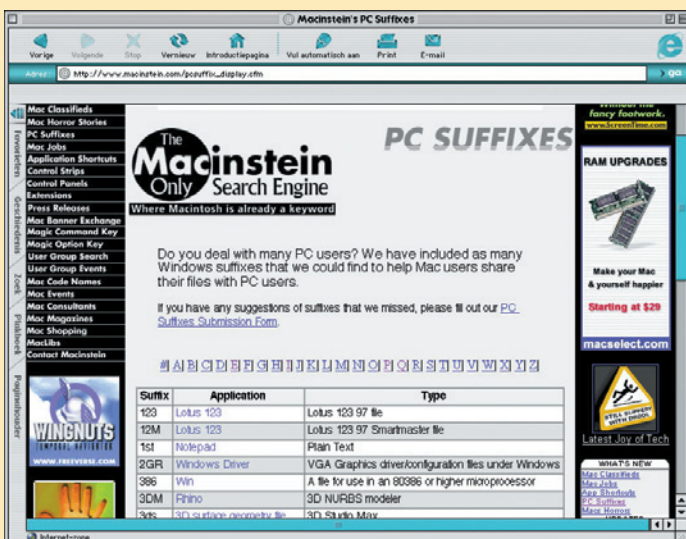 Macinstein's PC Suffixes
Vorige
Volgende
Stop
Vernieuw
Introductiepagina
Vul automatisch aan
Print
E-mail
Adres
http://www.macinstein.com/pcsuffix_display.cfm
go
Favorieten
Geschiedenis
Zoek
Plakboek
Paginahouder
Mac Classifieds
Mac Horror Stories
PC Suffixes
Mac Jobs
Application Shortcuts
Control Strips
Control Panels
Extensions
Press Releases
Mac Banner Exchange
Magic Command Key
Magic Option Key
User Group Search
User Group Events
Mac Code Names
Mac Events
Mac Consultants
Mac Magazines
Mac Shopping
MacLibs
Contact Macinstein
WINGNUTS
TEMPORAL NAVIGATOR
WWW.FREEVERSE.COM
The
Macinstein
Only Search Engine
Where Macintosh is already a keyword
PC SUFFIXES
Do you deal with many PC users? We have included as many
Windows suffixes that we could find to help Mac users share
their files with PC users.
If you have any suggestions of suffixes that we missed, please fill out our PC
Suffixes Submission Form.
#| A| B| C| D| E| F| G| H| I| J| K| L| M| N| O| P| Q| R| S| T| U| V| W| X| Y| Z|
Suffix Application Type
123 Lotus 123 Lotus 123 97 file
12M Lotus 123 Lotus 123 97 Smartmaster file
1st Notepad Plain Text
2GR Windows Driver VGA Graphics driver/configuration files under Windows
386 Win A file for use in an 80386 or higher microprocessor
3DM Rhino 3D NURBS modeler
3ds 3D surface geometry file 3D Studio Max
fancy footwork.
www.ScreenTime.com
RAM UPGRADES
Make your Mac
& yourself happier
Starting at $29
macselect.com
STILL SLIPPERY
Latest Joy of Tech
WHAT'S NEW
Mac Classifieds
Mac Jobs
App Shortcuts
PC Suffixes
Macs Horrors
Internet-zone